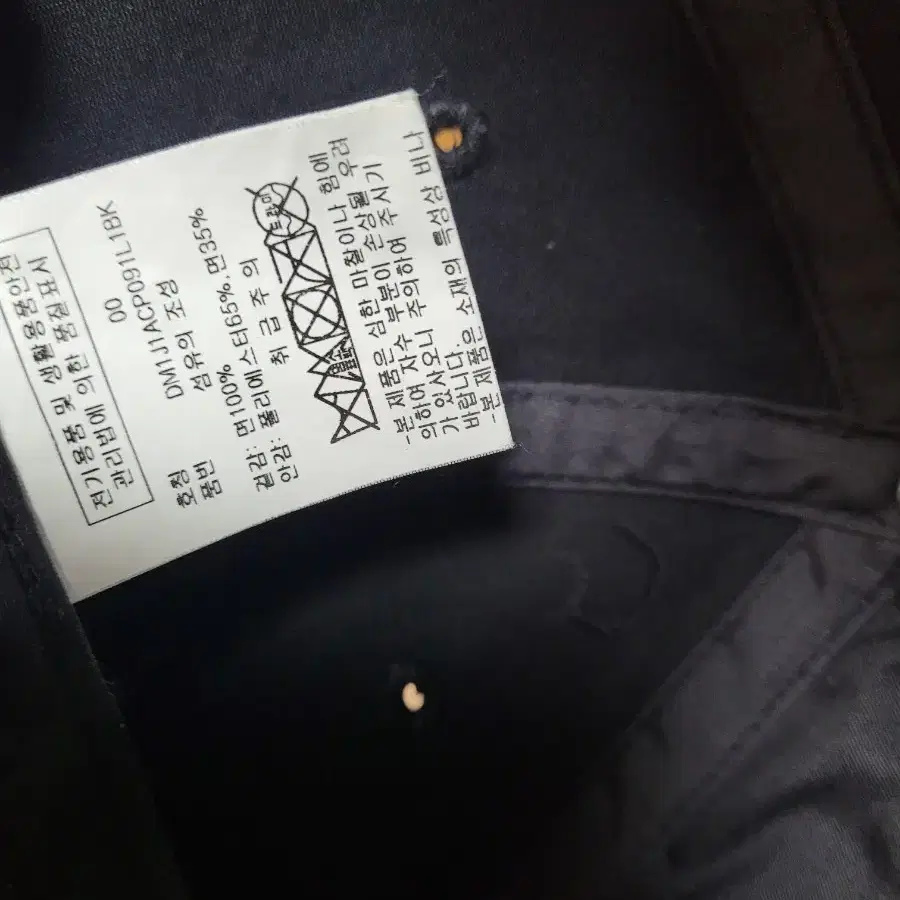 전기용품 및 생활용품안전
관리법에 의한 품질표시
호칭 00
품번 DM1J1ACP091L1BK
섬유의 조성
겉감: 면100%
안감: 폴리에스터65%,면35%
취 급 주 의
-본 제품은 심한 마찰이나 힘에
의하여 자수 부분이 손상될 우려
가 있사오니 주의하여 주시기
바랍니다.
-본 제품은 소재의 특성상 비나